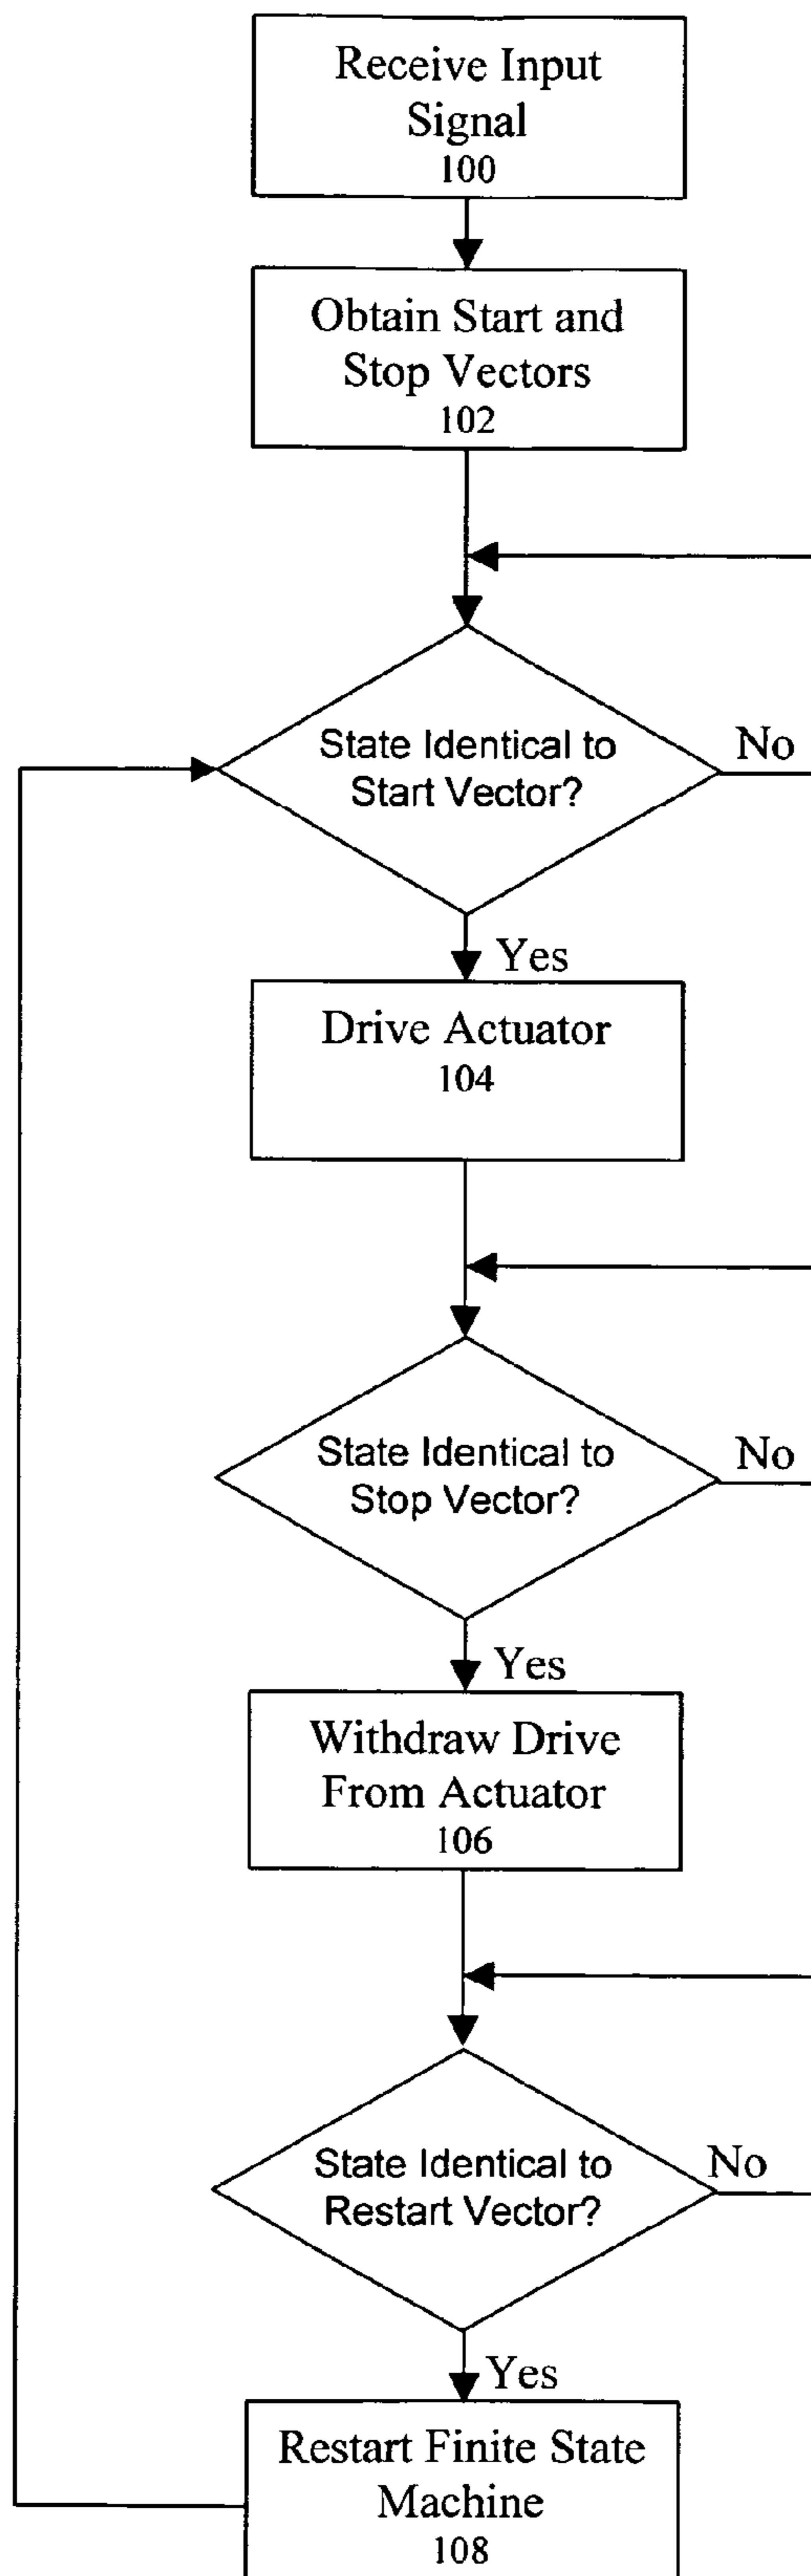 Receive Input
Signal
100
Obtain Start and
Stop Vectors
102
State Identical to
Start Vector?
No
Yes
Drive Actuator
104
State Identical to
Stop Vector?
No
Yes
Withdraw Drive
From Actuator
106
State Identical to
Restart Vector?
No
Yes
Restart Finite State
Machine
108